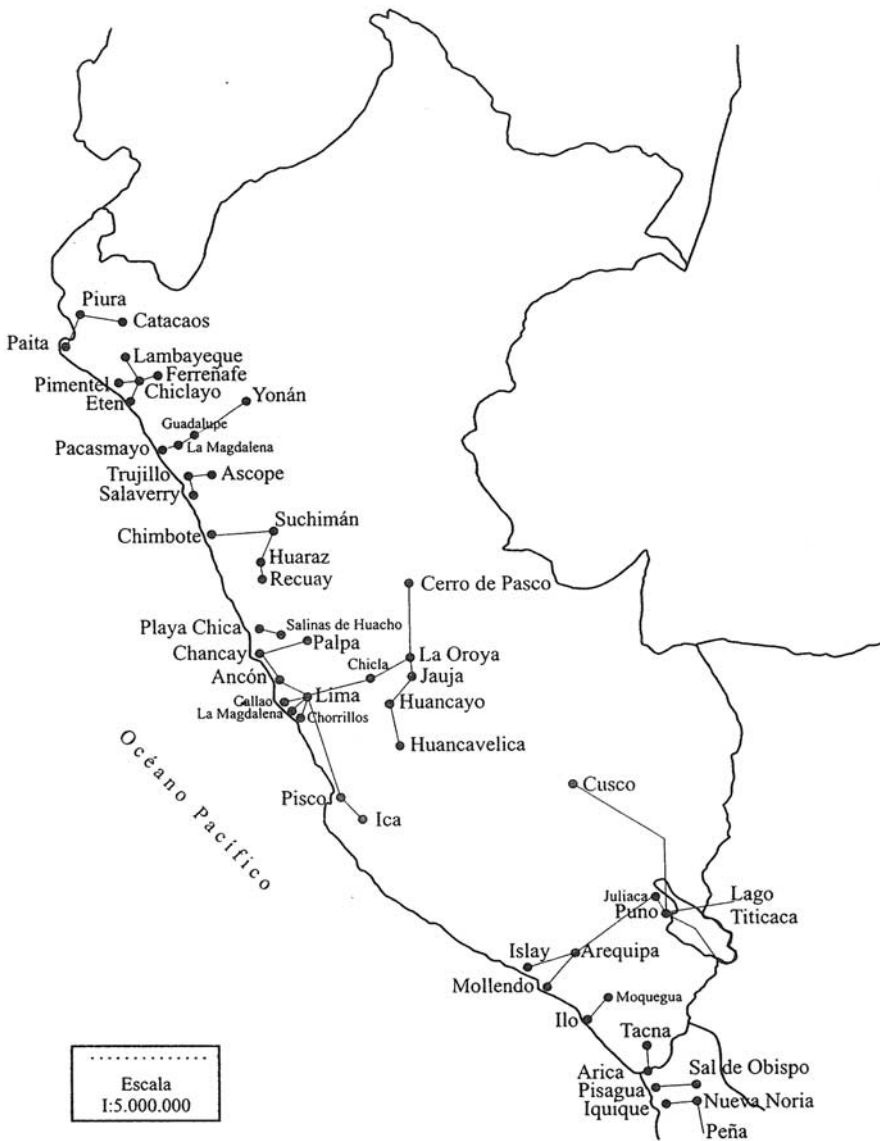 Piura
Catacaos
Paita
Lambayeque
Ferreñafe
Pimentel
Chiclayo
Eten
Yonán
Guadalupe
La Magdalena
Pacasmayo
Trujillo
Ascope
Salaverry
Suchimán
Chimbote
Huaraz
Recuay
Cerro de Pasco
Playa Chica
Salinas de Huacho
Palpa
Chancay
Chicla
La Oroya
Jauja
Ancón
Lima
Callao
La Magdalena
Chorrillos
Huancayo
Huancavelica
Océano Pacífico
Pisco
Ica
Cusco
Juliaca
Puno
Lago
Titicaca
Islay
Arequipa
Mollendo
Moquegua
Ilo
Tacna
Arica
Sal de Obispo
Pisagua
Iquique
Nueva Noria
Peña
Escala
I:5.000.000